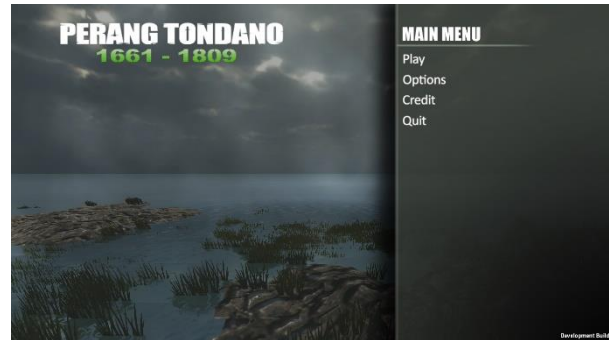 PERANG TONDANO
1661 - 1809
MAIN MENU
Play
Options
Credit
Quit
Development Build